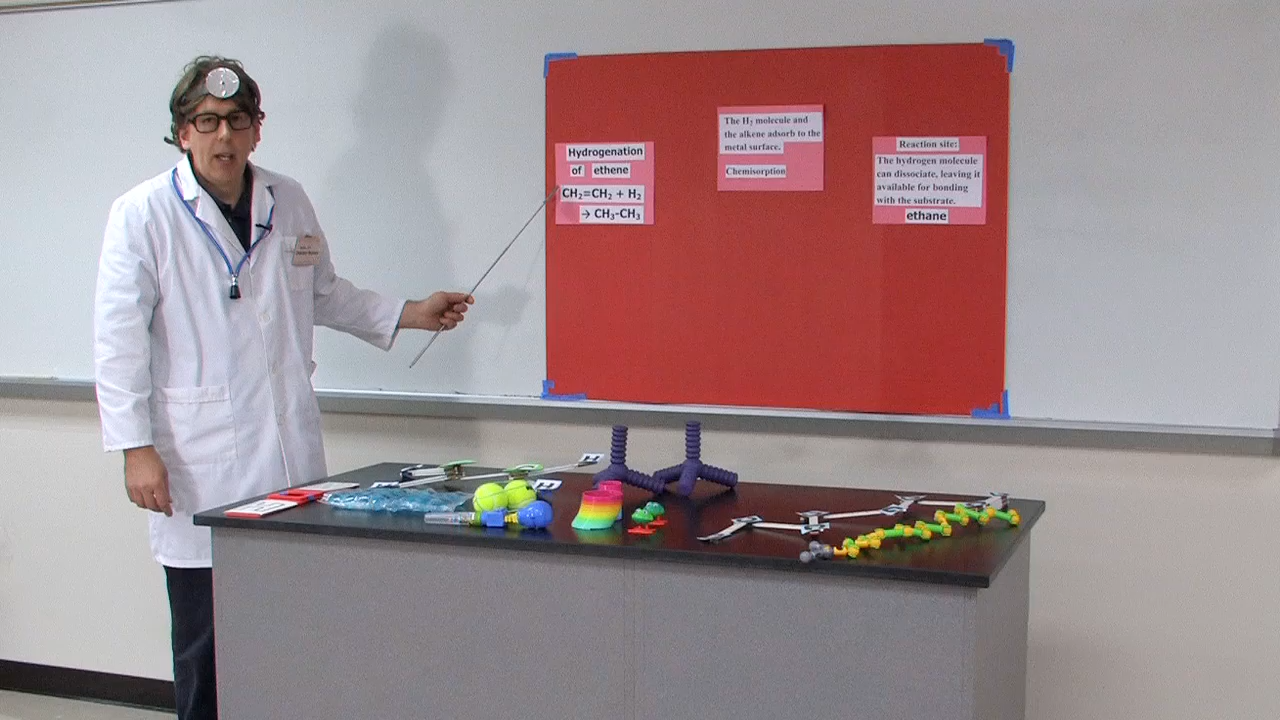 Hydrogenation
of ethene
CH₂=CH₂ + H₂
→ CH₃-CH₃
The H₂ molecule and
the alkene adsorb to the
metal surface.
Chemisorption
Reaction site:
The hydrogen molecule
can dissociate, leaving it
available for bonding
with the substrate.
ethane
H
H